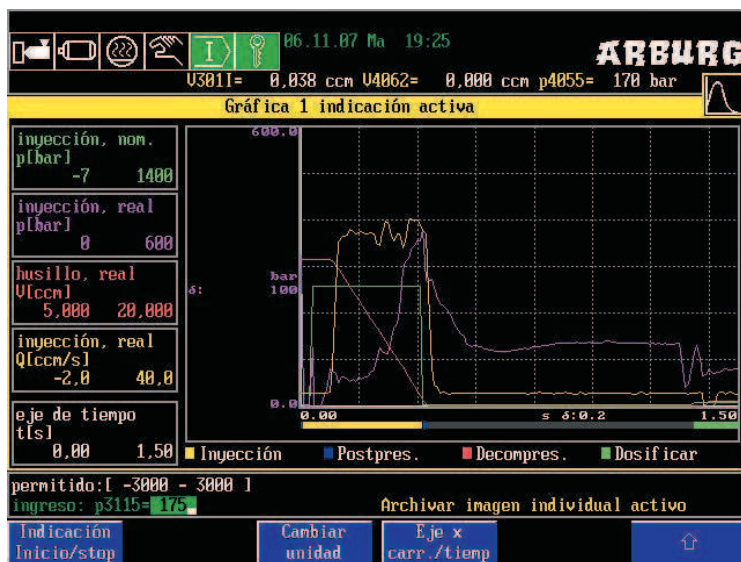 06.11.07 Ma 19:25
ARBURG
V301I= 0,038 ccm V4062= 0,000 ccm p4055= 170 bar
Gráfica 1 indicación activa
inyección, nom.
p[bar]
-7 1400
inyección, real
p[bar]
0 600
husillo, real
V[ccm]
5,000 20,000
inyección, real
Q[ccm/s]
-2,0 40,0
eje de tiempo
t[s]
0,00 1,50
600.0
bar
δ: 100
0.0
0.00 s δ:0.2 1.50
Inyección Postpres. Decompres. Dosificar
permitido:[ -3000 - 3000 ]
ingreso: p3115= 175 Archivar imagen individual activo
Indicación Inicio/stop
Cambiar unidad
Eje x carr./tiemp